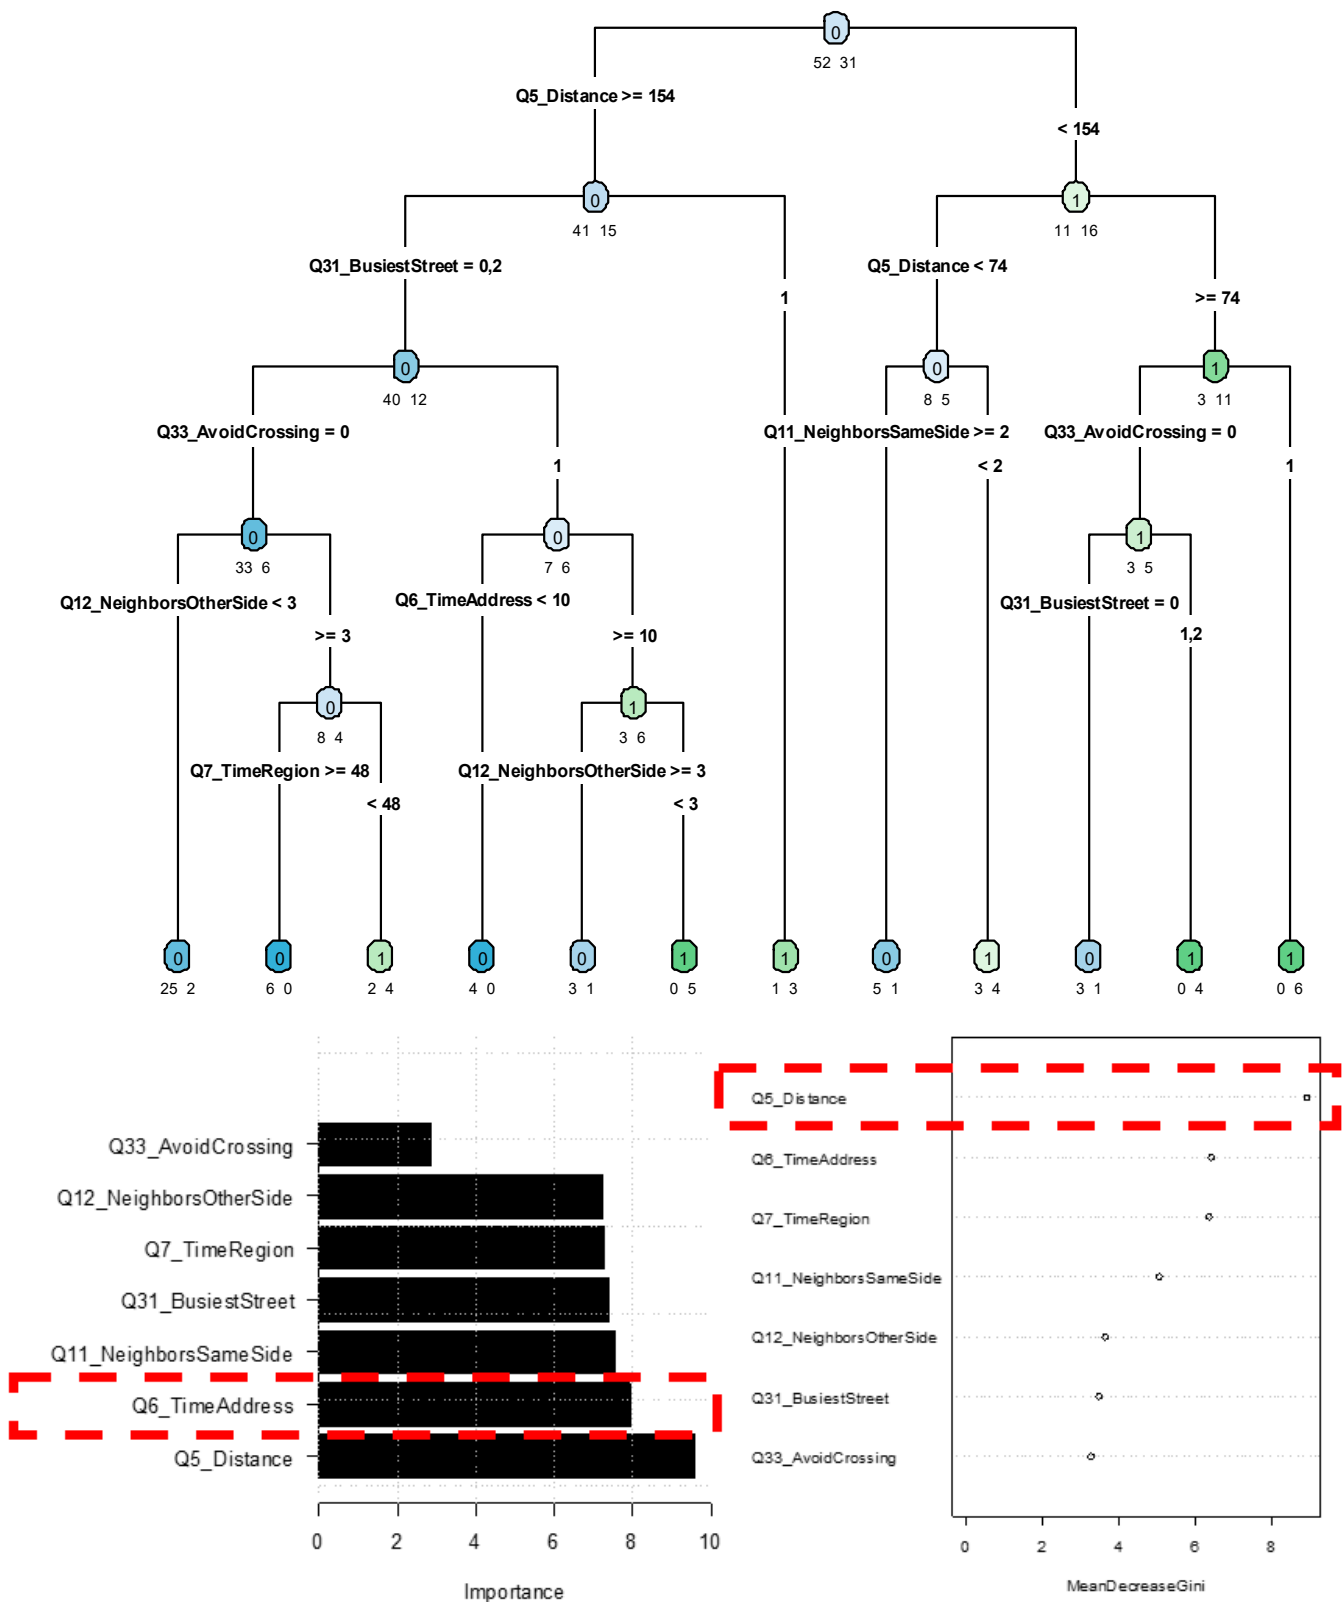 0
52 31
Q5_Distance >= 154
< 154
0
41 15
1
11 16
Q31_BusiestStreet = 0,2
1
Q5_Distance < 74
>= 74
0
40 12
0
8 5
1
3 11
Q33_AvoidCrossing = 0
1
Q11_NeighborsSameSide >= 2
< 2
Q33_AvoidCrossing = 0
1
0
33 6
0
7 6
1
3 5
Q12_NeighborsOtherSide < 3
>= 3
Q6_TimeAddress < 10
>= 10
Q31_BusiestStreet = 0
1,2
0
8 4
1
3 6
Q7_TimeRegion >= 48
< 48
Q12_NeighborsOtherSide >= 3
< 3
0 0 1 0 0 1 1 0 1 0 1 1
25 2 6 0 2 4 4 0 3 1 0 5 1 3 5 1 3 4 3 1 0 4 0 6
Q33_AvoidCrossing
Q12_NeighborsOtherSide
Q7_TimeRegion
Q31_BusiestStreet
Q11_NeighborsSameSide
Q6_TimeAddress
Q5_Distance
0 2 4 6 8 10
Importance
Q5_Distance
Q6_TimeAddress
Q7_TimeRegion
Q11_NeighborsSameSide
Q12_NeighborsOtherSide
Q31_BusiestStreet
Q33_AvoidCrossing
0 2 4 6 8
MeanDecreaseGini